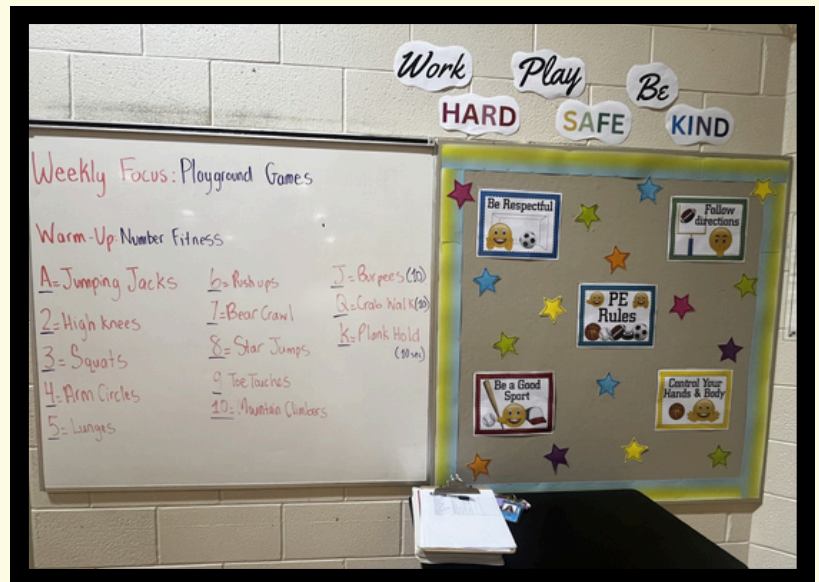 Work Play Be
HARD SAFE KIND
Weekly Focus: Playground Games
Warm-Up: Number Fitness
A=Jumping Jacks
2=High Knees
3=Squats
4=Arm Circles
5=Lunges
6=Push ups
7=Bear Crawl
8=Star Jumps
9 Toe Touches
10=Mountain Climbers
J=Burpees (10)
Q=Crab Walk (10)
K=Plank Hold
(10 sec)
Be Respectful
Follow
directions
PE
Rules
Be a Good
Sport
Control Your
Hands & Body